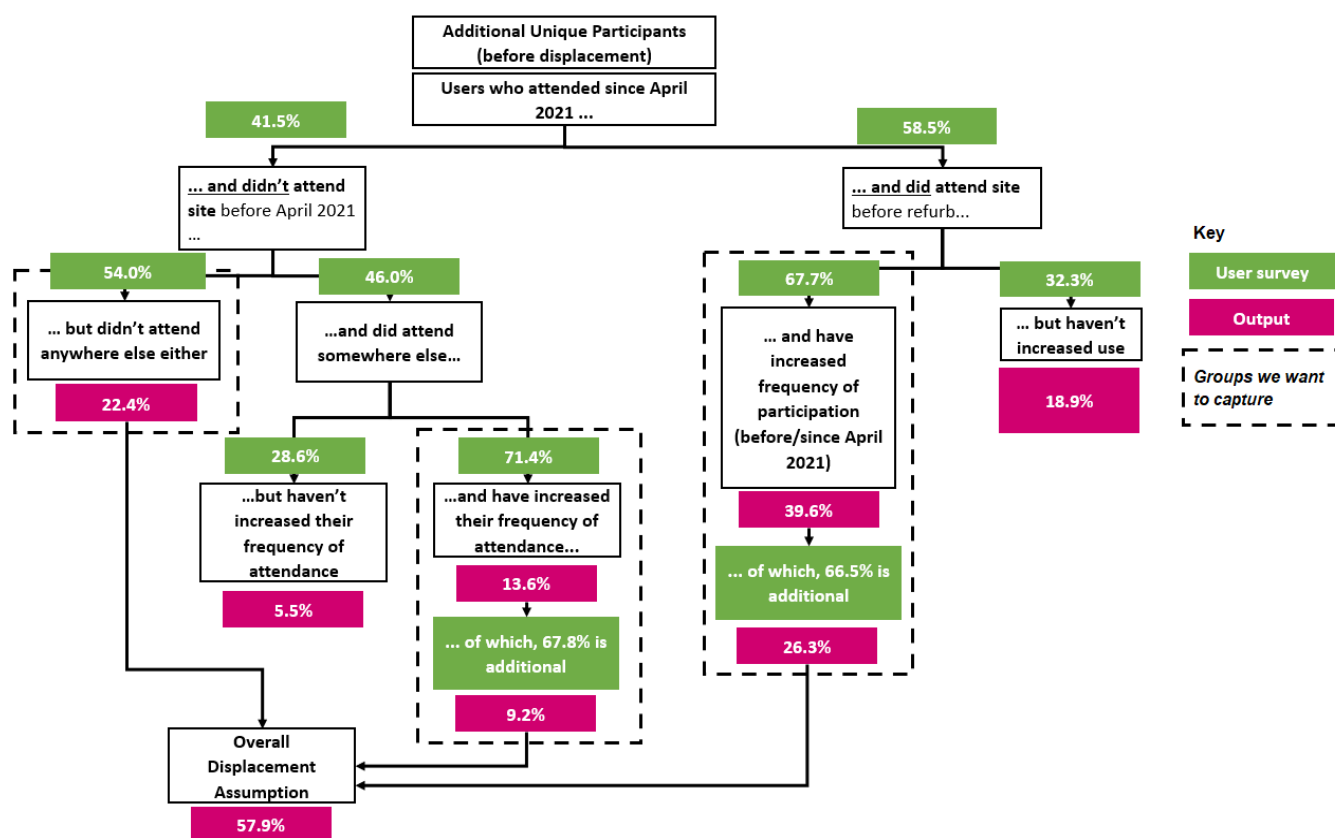 Additional Unique Participants
(before displacement)
Users who attended since April
2021 ...
41.5%
58.5%
... and didn't attend
site before April 2021
...
... and did attend site
before refurb...
Key
User survey
Output
Groups we want
to capture
54.0%
46.0%
67.7%
32.3%
... but didn't attend
anywhere else either
22.4%
...and did attend
somewhere else...
... and have
increased
frequency of
participation
(before/since April
2021)
39.6%
... but haven't
increased use
18.9%
28.6%
71.4%
...but haven't
increased their
frequency of
attendance
5.5%
...and have increased
their frequency of
attendance...
13.6%
... of which, 67.8% is
additional
9.2%
... of which, 66.5% is
additional
26.3%
Overall
Displacement
Assumption
57.9%